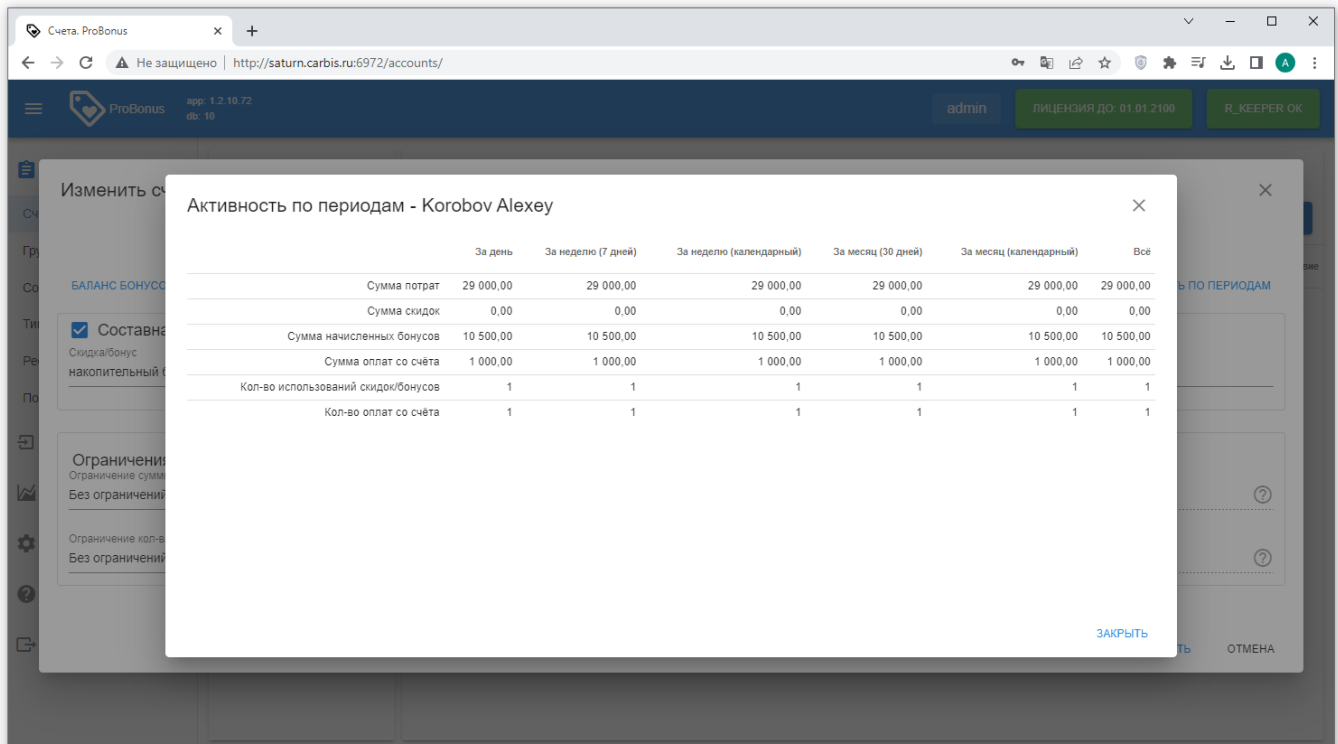 Счета. ProBonus
Не защищено | http://saturn.carbis.ru:6972/accounts/
A
ProBonus
app: 1.2.10.72
db: 10
admin
ЛИЦЕНЗИЯ ДО: 01.01.2100
R_KEEPER OK
Изменить сч
Активность по периодам - Korobov Alexey
За день За неделю (7 дней) За неделю (календарный) За месяц (30 дней) За месяц (календарный) Всё
Сумма потрат 29 000,00 29 000,00 29 000,00 29 000,00 29 000,00 29 000,00
Сумма скидок 0,00 0,00 0,00 0,00 0,00 0,00
Сумма начисленных бонусов 10 500,00 10 500,00 10 500,00 10 500,00 10 500,00 10 500,00
Сумма оплат со счёта 1 000,00 1 000,00 1 000,00 1 000,00 1 000,00 1 000,00
Кол-во использований скидок/бонусов 1 1 1 1 1 1
Кол-во оплат со счёта 1 1 1 1 1 1
ЗАКРЫТЬ
Сч
Гру
Со
Ти
Ре
По
БАЛАНС БОНУСО
Ь ПО ПЕРИОДАМ
Составна
Скидка/бонус
накопительный б
Ограничения
Ограничение сумм
Без ограничений
Ограничение кол-в
Без ограничений
ТЬ
ОТМЕНА